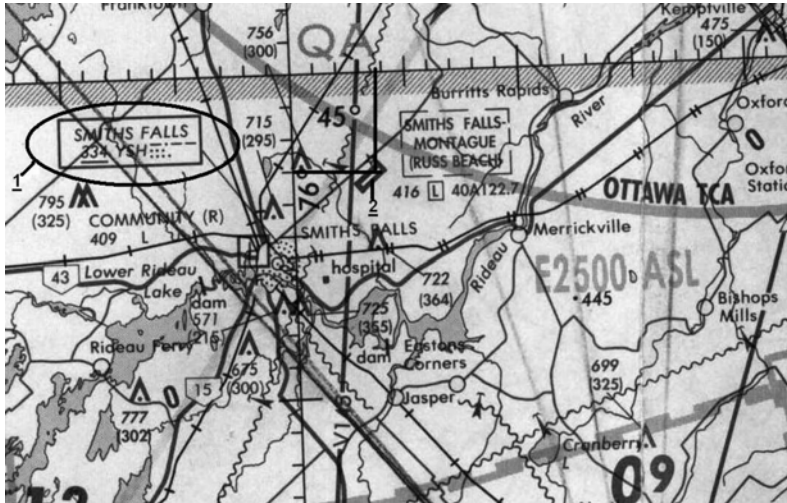 Franktown
756
(300)
QA
Kemptville
475
(150)
Burritts Rapids
Oxford
SMITHS FALLS
334 YSH
715
(295)
45
SMITHS FALLS-
MONTAGUE
(RUSS BEACH)
River
O
Oxford
Station
1
795
(325)
76
2
416 L 40A122.7
OTTAWA TCA
COMMUNITY (R)
409 L
SMITHS FALLS
Merrickville
43
Lower Rideau
Lake
hospital
722
(364)
Rideau
E2500 ASL
445
dam
571
(215)
725
(355)
dam
Bishops
Mills
Rideau Ferry
675
(300)
Eastons
Corners
699
(325)
O
15
777
(302)
Jasper
V146
Cranberry
L
09